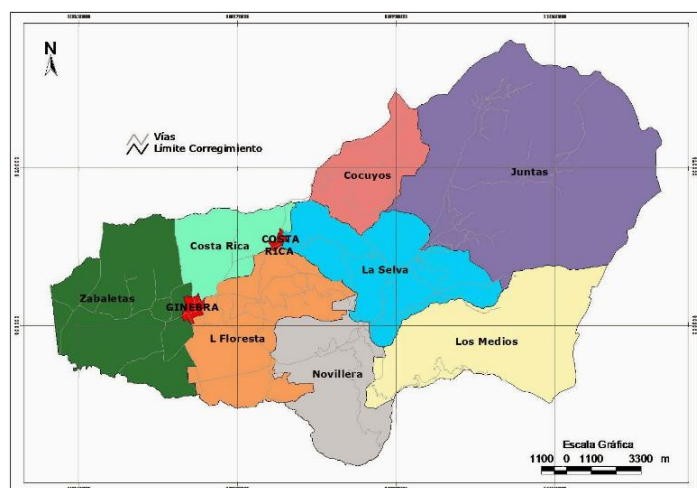 N
Vías
Límite Corregimiento
Cocuyos
Juntas
Costa Rica
COSTA
RICA
La Selva
Zabaletas
GINEBRA
L Floresta
Los Medios
Novillera
Escala Gráfica
1100 0 1100 3300 m